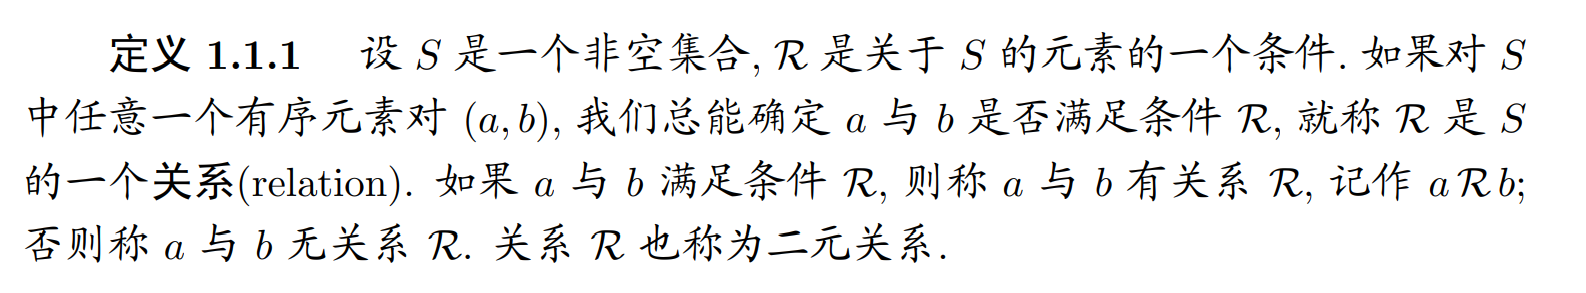 定义 1.1.1 设 S 是一个非空集合, R 是关于 S 的元素的一个条件. 如果对 S
中任意一个有序元素对 (a, b), 我们总能确定 a 与 b 是否满足条件 R, 就称 R 是 S
的一个关系(relation). 如果 a 与 b 满足条件 R, 则称 a 与 b 有关系 R, 记作 a R b;
否则称 a 与 b 无关系 R. 关系 R 也称为二元关系.